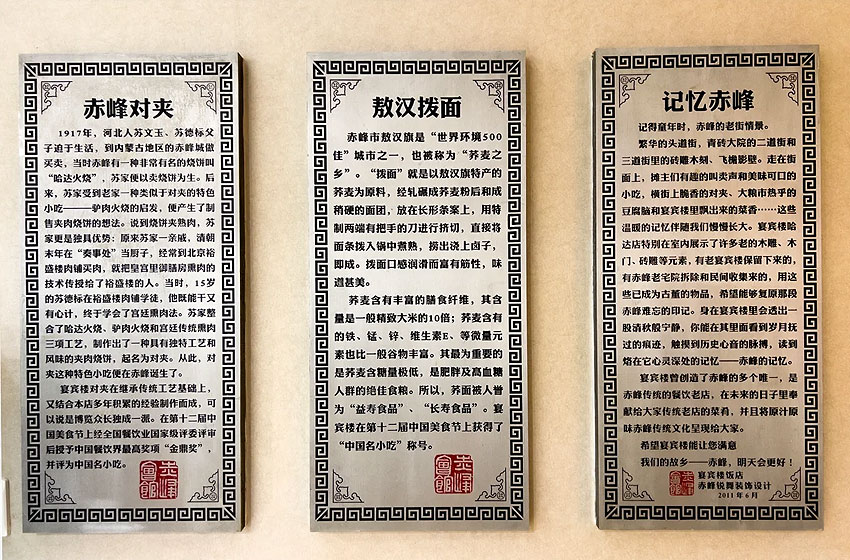 赤峰对夹
1917年，河北人苏文玉、苏德标父
子迫于生活，到内蒙古地区的赤峰城做
买卖，当时赤峰有一种非常有名的烧饼叫
“哈达火烧”，苏家便以卖烧饼为生。后
来，苏家受到老家一种类似于对夹的特色
小吃——驴肉火烧的启发，便产生了制
售夹肉烧饼的想法。说到烧饼夹熟肉，苏
家更是独具优势：原来苏家一亲戚，清朝
末年在“奏事处”当厨子，经常到北京裕
盛楼肉铺买肉，就把皇宫里御膳房熏肉的
技术传授给了裕盛楼的人。当时，15岁
的苏德标在裕盛楼肉铺学徒，他既能干又
有心计，终于学会了宫廷熏肉法。苏家整
合了哈达火烧、驴肉火烧和宫廷传统熏肉
三项工艺，制作出了一种具有独特工艺和
风味的夹肉烧饼，起名为对夹。从此，对
夹这种特色小吃便在赤峰诞生了。
宴宾楼对夹在继承传统工艺基础上，
又结合本店多年积累的经验制作而成，可
以说是博览众长独成一派。在第十二届中
国美食节上经全国餐饮业国家级评委评审
后授予中国餐饮界最高奖项“金鼎奖”，
并评为中国名小吃。
赤峰會館
敖汉拨面
赤峰市敖汉旗是“世界环境500
佳”城市之一，也被称为“荞麦之
乡”。“拨面”就是以敖汉旗特产的
荞麦为原料，经轧碾成荞麦粉后和成
稍硬的面团，放在长形条案上，用特
制两端有把手的刀进行挤切，直接将
面条拨入锅中煮熟，捞出浇上卤子，
即成。拨面口感润滑而富有筋性，味
道甚美。
荞麦含有丰富的膳食纤维，其含
量是一般精致大米的10倍；荞麦含有
的铁、锰、锌、维生素E、等微量元
素也比一般谷物丰富。其最为重要的
是荞麦含糖量极低，是肥胖及高血糖
人群的绝佳食粮。所以，荞面被人誉
为“益寿食品”、“长寿食品”。宴
宾楼在第十二届中国美食节上获得了
“中国名小吃”称号。
赤峰會館
记忆赤峰
记得童年时，赤峰的老街情景。
繁华的头道街，青砖大院的二道街和
三道街里的砖雕木刻、飞檐影壁。走在街
面上，摊主们有趣的叫卖声和美味可口的
小吃，横街上脆香的对夹、大粮市热乎的
豆腐脑和宴宾楼里飘出来的菜香……这些
温暖的记忆伴随我们慢慢长大。宴宾楼哈
达店特别在室内展示了许多老的木雕、木
门、砖雕等元素，有老宴宾楼保留下来的，
有赤峰老宅院拆除和民间收集来的，用这
些已成为古董的物品，希望能够复原那段
赤峰难忘的印记。身在宴宾楼里会透出一
股清秋般宁静，你能在其里面看到岁月抚
过的痕迹，触摸到历史心音的脉搏，读到
烙在它心灵深处的记忆——赤峰的记忆。
宴宾楼曾创造了赤峰的多个唯一，是
赤峰传统的餐饮老店，在未来的日子里奉
献给大家传统老店的菜肴，并且将原汁原
味赤峰传统文化呈现给大家。
希望宴宾楼能让您满意
我们的故乡——赤峰，明天会更好！
赤峰會館
宴宾楼饭店
赤峰锐舞装饰设计
2011年6月